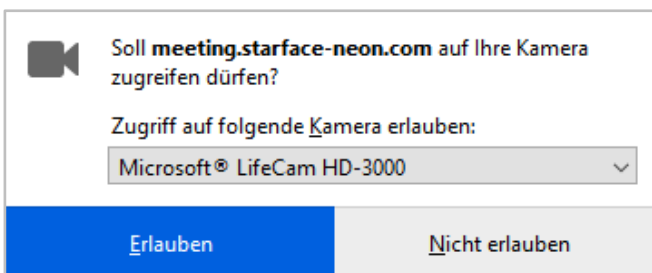 Soll meeting.starface-neon.com auf Ihre Kamera
zugreifen dürfen?
Zugriff auf folgende Kamera erlauben:
Microsoft® LifeCam HD-3000
Erlauben
Nicht erlauben